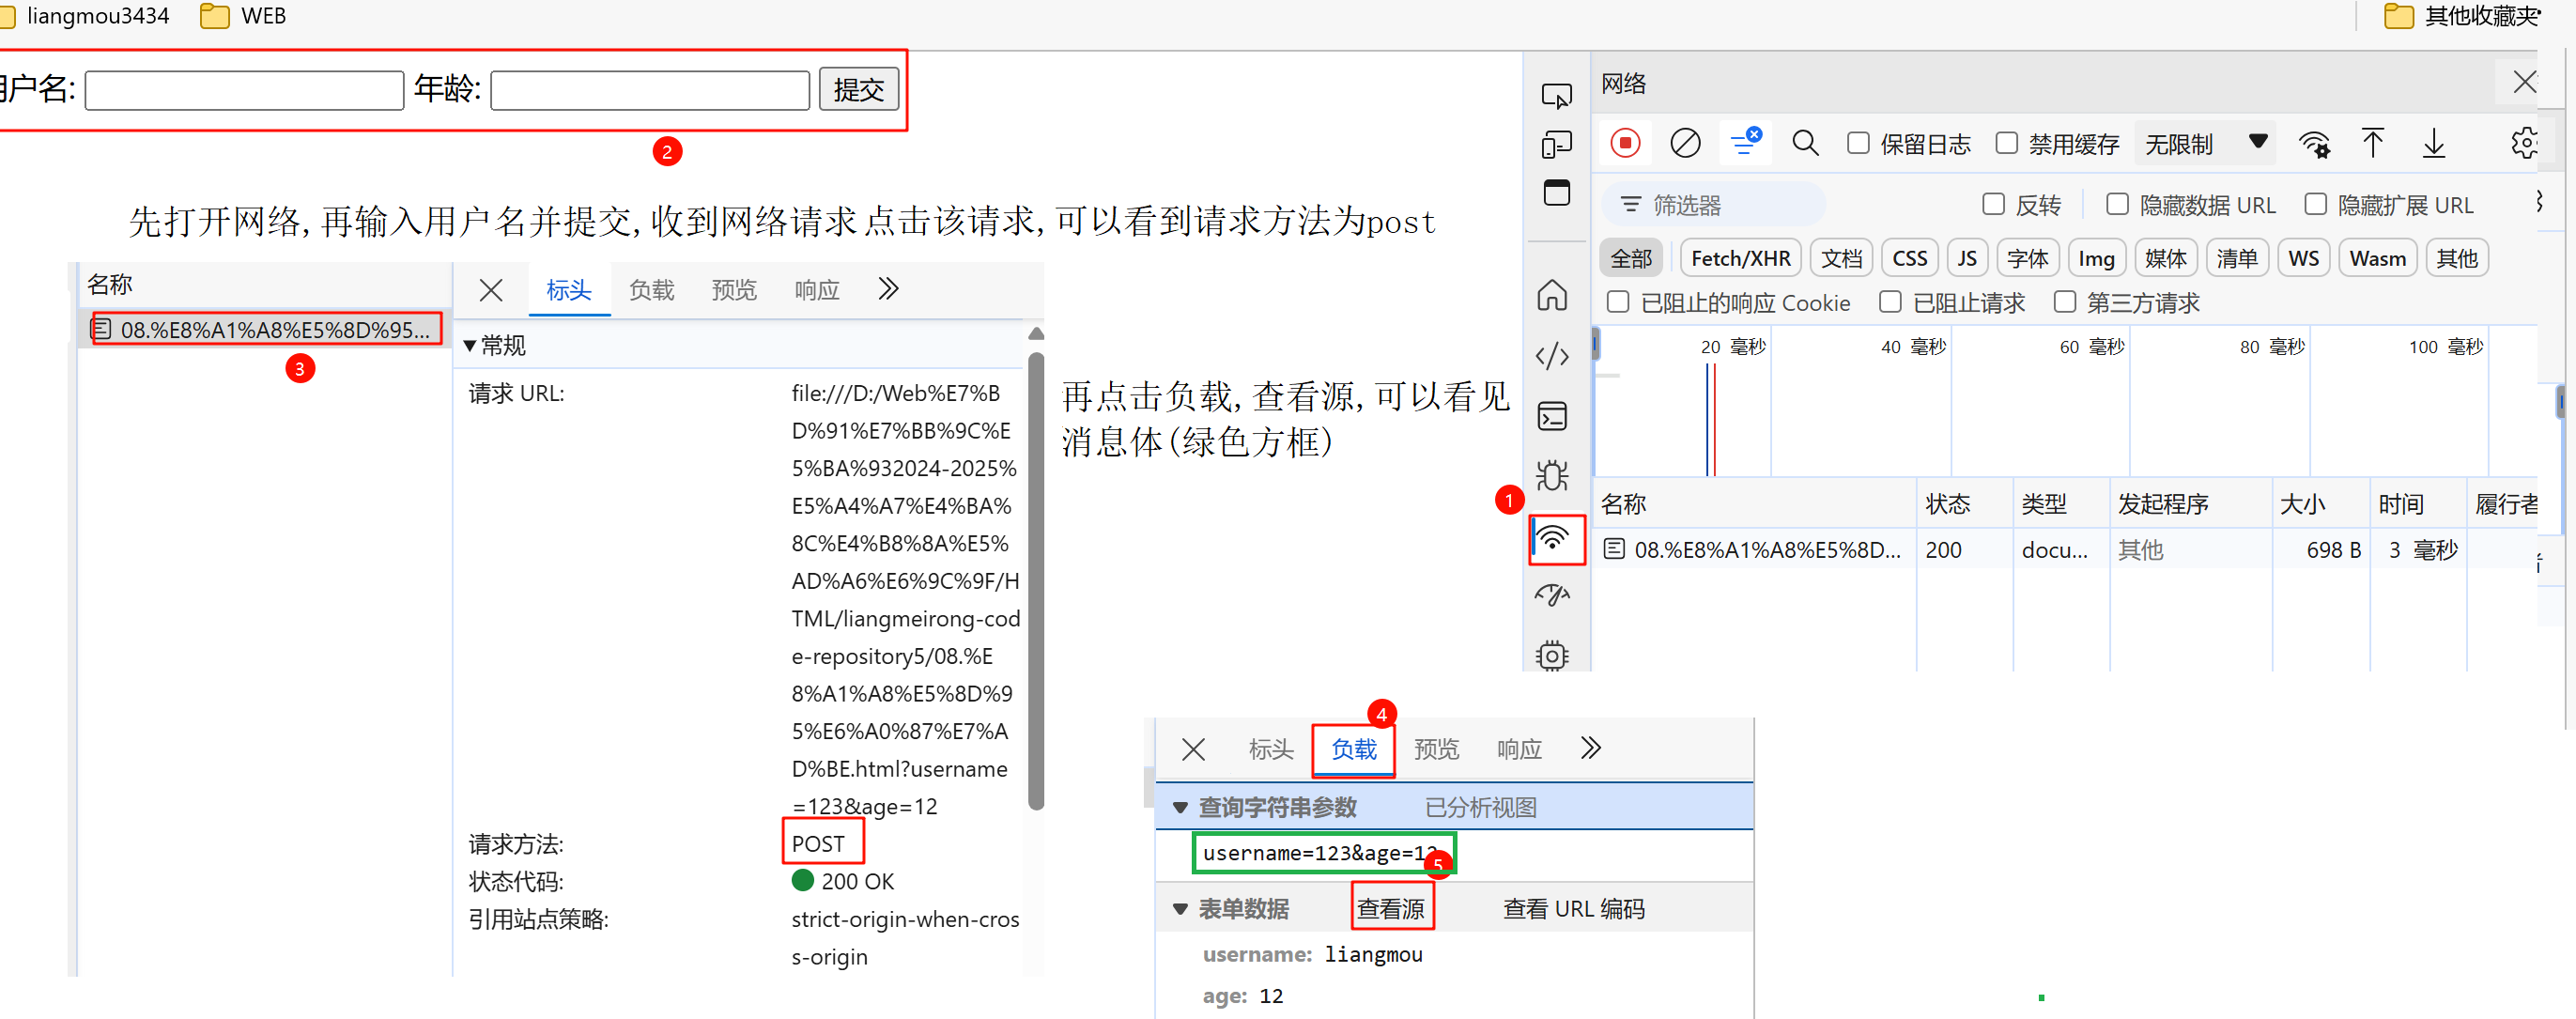 liangmou3434 WEB 其他收藏夹
用户名: 年龄: 提交
2
先打开网络,再输入用户名并提交,收到网络请求 点击该请求,可以看到请求方法为post
名称
08.%E8%A1%A8%E5%8D%95...
3
标头 负载 预览 响应
常规
请求 URL:
file:///D:/Web%E7%B
D%91%E7%BB%9C%E
5%BA%932024-2025%
E5%A4%A7%E4%BA%
8C%E4%B8%8A%E5%
AD%A6%E6%9C%9F/H
TML/liangmeirong-cod
e-repository5/08.%E
8%A1%A8%E5%8D%9
5%E6%A0%87%E7%A
D%BE.html?username
=123&age=12
请求方法: POST
状态代码: 200 OK
引用站点策略: strict-origin-when-cros
s-origin
再点击负载,查看源,可以看见
消息体(绿色方框)
1
网络
保留日志 禁用缓存 无限制
筛选器 反转 隐藏数据 URL 隐藏扩展 URL
全部 Fetch/XHR 文档 CSS JS 字体 Img 媒体 清单 WS Wasm 其他
已阻止的响应 Cookie 已阻止请求 第三方请求
20 毫秒 40 毫秒 60 毫秒 80 毫秒 100 毫秒
名称 状态 类型 发起程序 大小 时间 履行者
08.%E8%A1%A8%E5%8D... 200 docu... 其他 698 B 3 毫秒
4
标头 负载 预览 响应
查询字符串参数 已分析视图
username=123&age=12
5
表单数据 查看源 查看 URL 编码
username: liangmou
age: 12